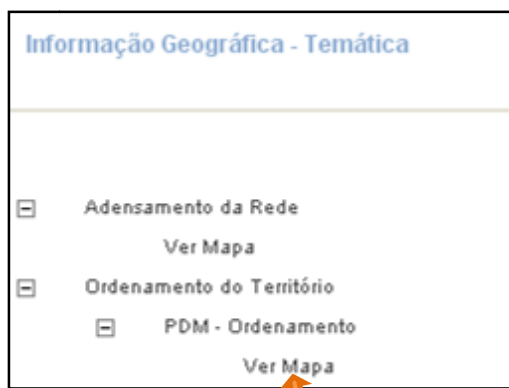 Informação Geográfica - Temática
Adensamento da Rede
Ver Mapa
Ordenamento do Território
PDM - Ordenamento
Ver Mapa